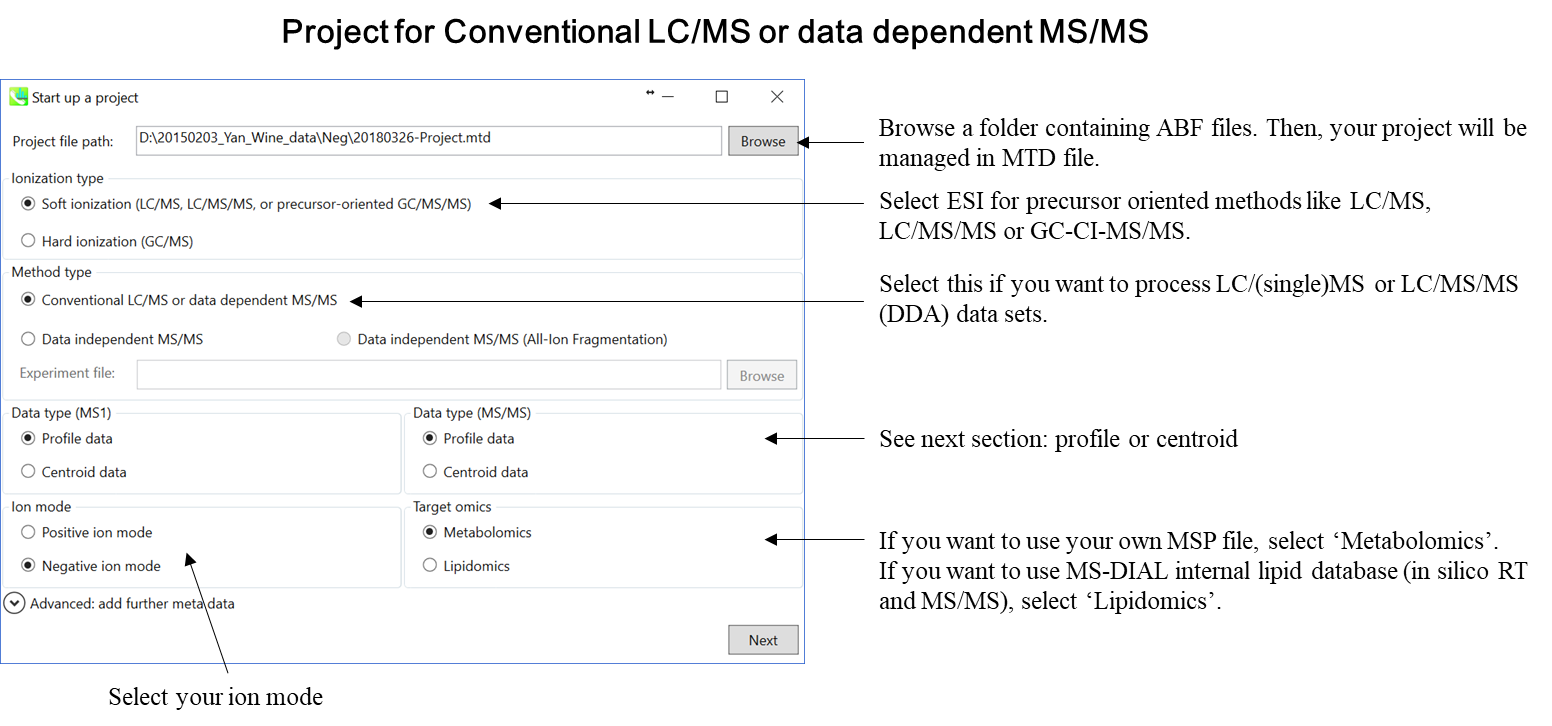 Project for Conventional LC/MS or data dependent MS/MS
Start up a project
Project file path:
D:\20150203_Yan_Wine_data\Neg\20180326-Project.mtd
Browse
Browse a folder containing ABF files. Then, your project will be
managed in MTD file.
Ionization type
Soft ionization (LC/MS, LC/MS/MS, or precursor-oriented GC/MS/MS)
Hard ionization (GC/MS)
Select ESI for precursor oriented methods like LC/MS,
LC/MS/MS or GC-CI-MS/MS.
Method type
Conventional LC/MS or data dependent MS/MS
Data independent MS/MS
Data independent MS/MS (All-Ion Fragmentation)
Experiment file:
Browse
Select this if you want to process LC/(single)MS or LC/MS/MS
(DDA) data sets.
Data type (MS1)
Profile data
Centroid data
Data type (MS/MS)
Profile data
Centroid data
See next section: profile or centroid
Ion mode
Positive ion mode
Negative ion mode
Target omics
Metabolomics
Lipidomics
If you want to use your own MSP file, select ‘Metabolomics’.
If you want to use MS-DIAL internal lipid database (in silico RT
and MS/MS), select ‘Lipidomics’.
Advanced: add further meta data
Next
Select your ion mode